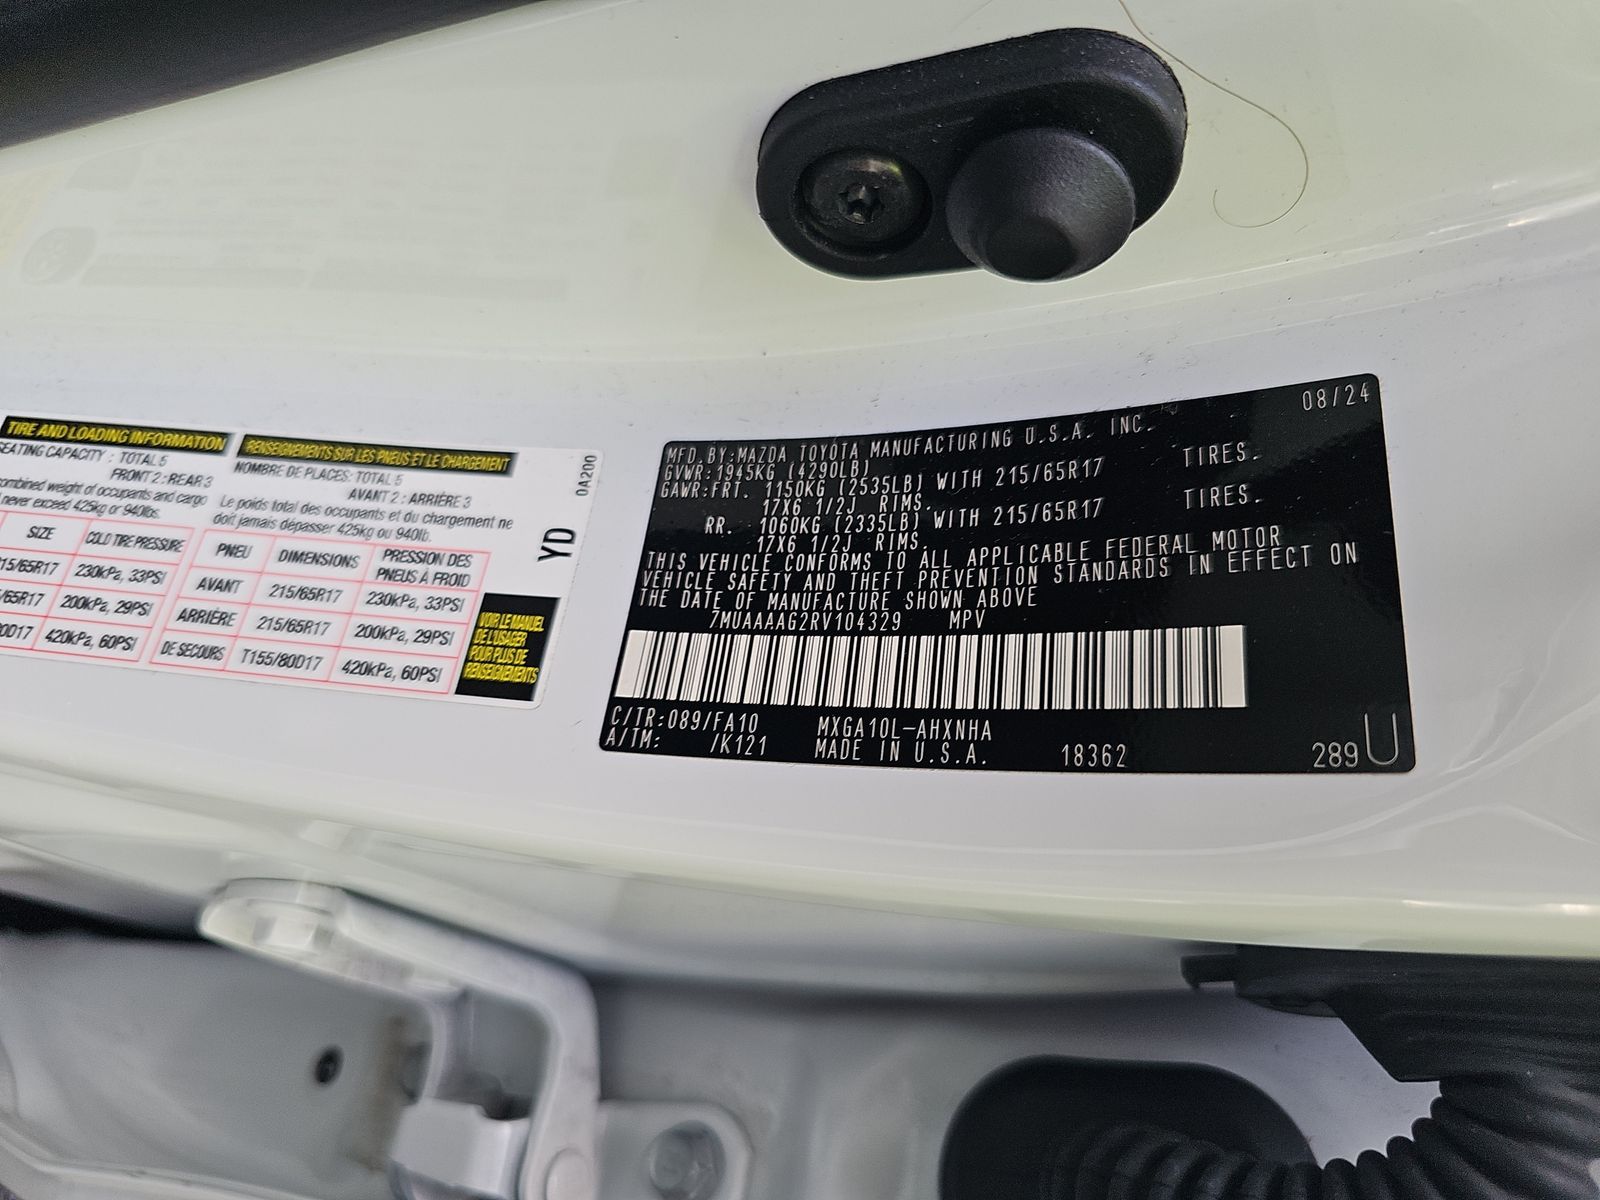 TIRE AND LOADING INFORMATION
SEATING CAPACITY : TOTAL 5
FRONT 2 : REAR 3
combined weight of occupants and cargo
never exceed 425kg or 940lbs.
SIZE COLD TIRE PRESSURE
215/65R17 230kPa, 33PSI
/65R17 200kPa, 29PSI
80D17 420kPa, 60PSI
RENSEIGNEMENTS SUR LES PNEUS ET LE CHARGEMENT
NOMBRE DE PLACES: TOTAL 5
AVANT 2 : ARRIÈRE 3
Le poids total des occupants et du chargement ne
doit jamais dépasser 425kg ou 940lb.
PNEU DIMENSIONS PRESSION DES PNEUS À FROID
AVANT 215/65R17 230kPa, 33PSI
ARRIÈRE 215/65R17 200kPa, 29PSI
DE SECOURS T155/80D17 420kPa, 60PSI
VOIR LE MANUEL
DE L'USAGER
POUR PLUS DE
RENSEIGNEMENTS
0A200
YD
08/24
MFD.BY:MAZDA TOYOTA MANUFACTURING U.S.A. INC.
GVWR:1945KG (4290LB)
GAWR:FRT. 1150KG (2535LB) WITH 215/65R17 TIRES.
17X6 1/2J RIMS.
RR. 1060KG (2335LB) WITH 215/65R17 TIRES.
17X6 1/2J RIMS.
THIS VEHICLE CONFORMS TO ALL APPLICABLE FEDERAL MOTOR
VEHICLE SAFETY AND THEFT PREVENTION STANDARDS IN EFFECT ON
THE DATE OF MANUFACTURE SHOWN ABOVE
7MUAAAAG2RV104329 MPV
C/TR:089/FA10 MXGA10L-AHXNHA
A/TM: /K121 MADE IN U.S.A. 18362 289 U